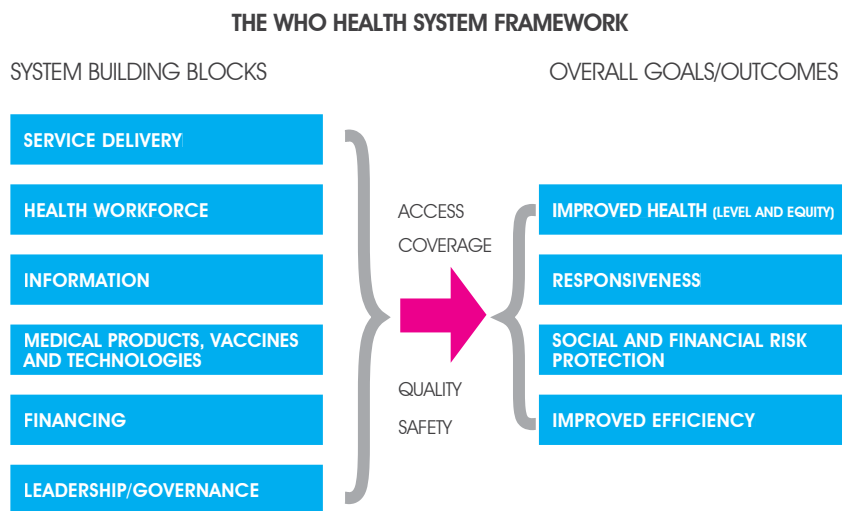 THE WHO HEALTH SYSTEM FRAMEWORK
SYSTEM BUILDING BLOCKS
OVERALL GOALS/OUTCOMES
SERVICE DELIVERY
HEALTH WORKFORCE
INFORMATION
MEDICAL PRODUCTS, VACCINES
AND TECHNOLOGIES
FINANCING
LEADERSHIP/GOVERNANCE
ACCESS
COVERAGE
QUALITY
SAFETY
IMPROVED HEALTH (LEVEL AND EQUITY)
RESPONSIVENESS
SOCIAL AND FINANCIAL RISK
PROTECTION
IMPROVED EFFICIENCY